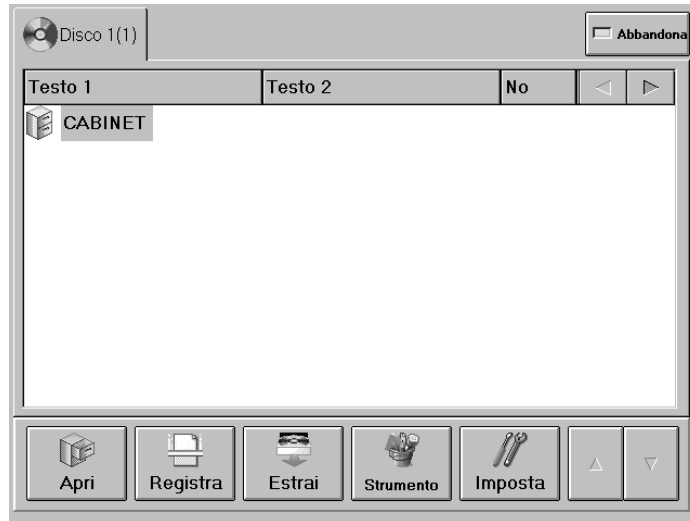 Disco 1(1)
Abbandona
Testo 1 Testo 2 No
CABINET
Apri Registra Estrai Strumento Imposta